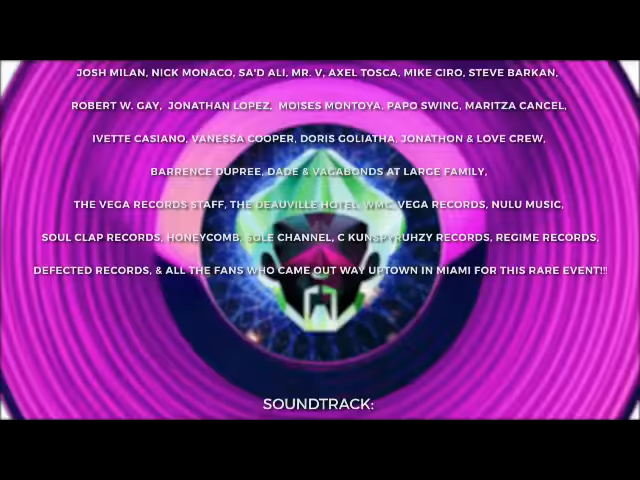 JOSH MILAN, NICK MONACO, SA'D ALI, MR. V, AXEL TOSCA, MIKE CIRO, STEVE BARKAN,
ROBERT W. GAY, JONATHAN LOPEZ, MOISES MONTOYA, PAPO SWING, MARITZA CANCEL,
IVETTE CASIANO, VANESSA COOPER, DORIS GOLIATHA, JONATHON & LOVE CREW,
BARRENCE DUPREE, DADE & VAGABONDS AT LARGE FAMILY,
THE VEGA RECORDS STAFF, THE DEAUVILLE HOTEL, WMC, VEGA RECORDS, NULU MUSIC,
SOUL CLAP RECORDS, HONEYCOMB, SOLE CHANNEL, C RECORDS, REGIME RECORDS,
DEFECTED RECORDS, & ALL THE FANS WHO CAME OUT WAY UPTOWN IN MIAMI FOR THIS RARE EVENT!!!
SOUNDTRACK: